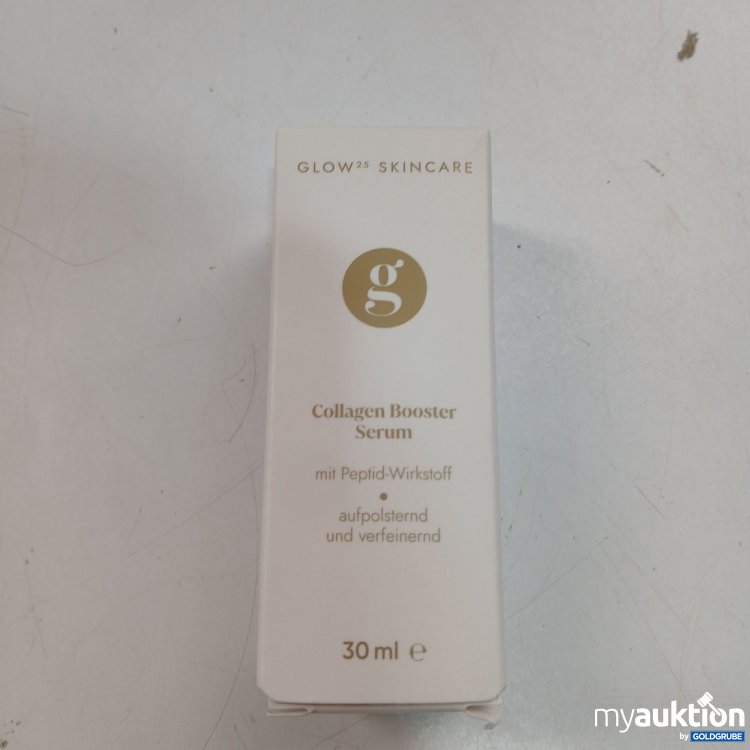 GLOW²⁵ SKINCARE
g
Collagen Booster
Serum
mit Peptid-Wirkstoff
•
aufpolsternd
und verfeinernd
30 ml ℮
myauktion
by GOLDGRUBE